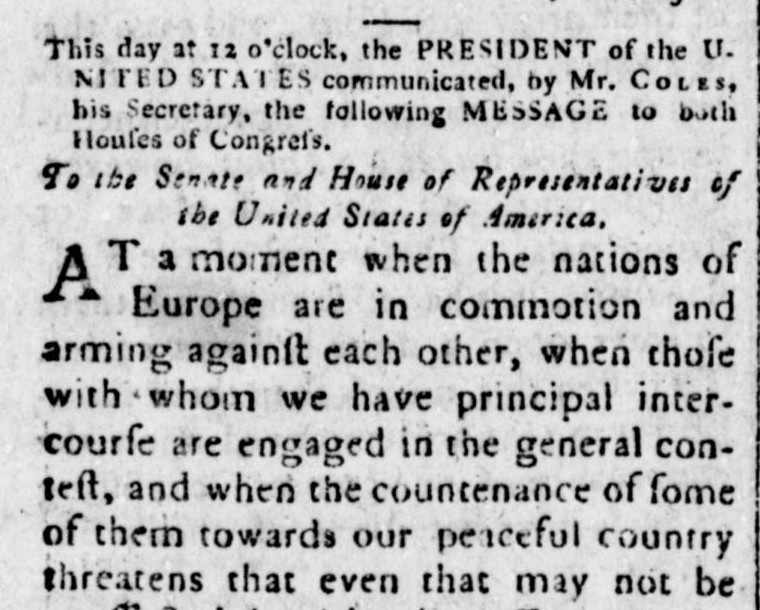 This day at 12 o'clock, the PRESIDENT of the U-
NITED STATES communicated, by Mr. COLES,
his Secretary, the following MESSAGE to both
Houſes of Congreſs.
To the Senate and House of Representatives of
the United States of America.
AT a moment when the nations of
Europe are in commotion and
arming againſt each other, when thoſe
with whom we have principal inter-
courſe are engaged in the general con-
teſt, and when the countenance of ſome
of them towards our peaceful country
threatens that even that may not be